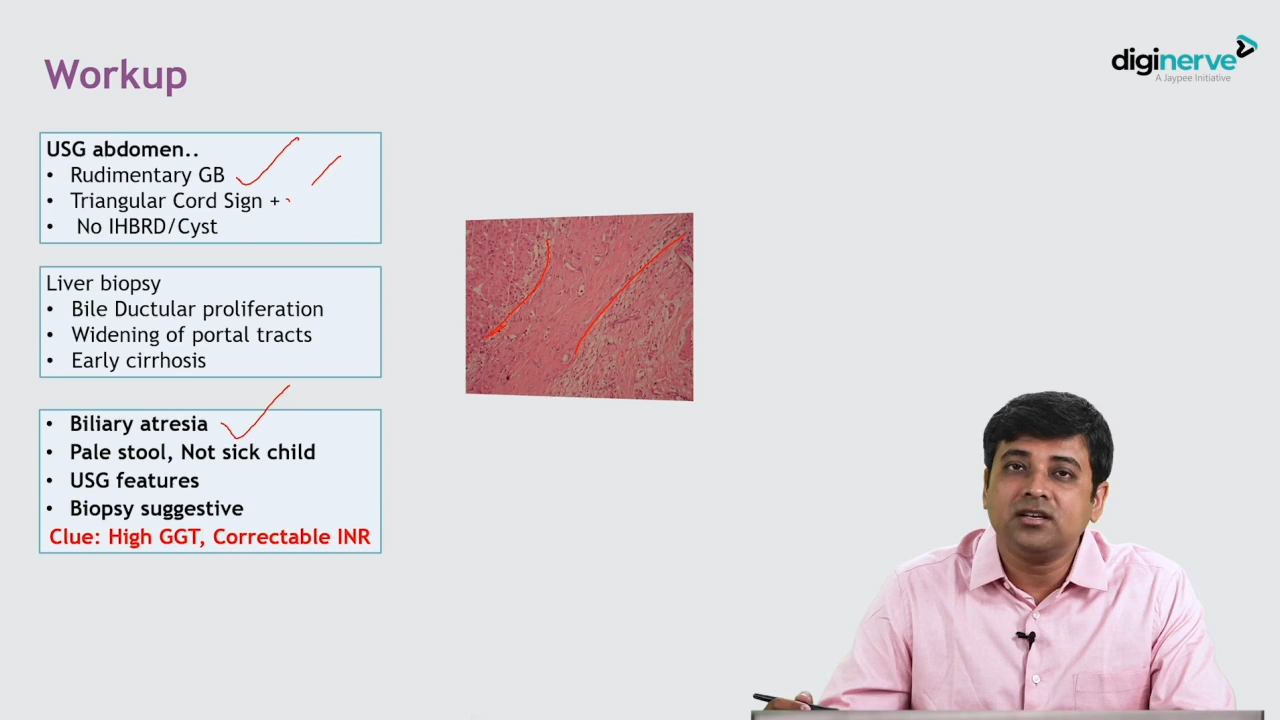 Workup
diginerve
A Jaypee Initiative
USG abdomen..
• Rudimentary GB
• Triangular Cord Sign +
• No IHBRD/Cyst
Liver biopsy
• Bile Ductular proliferation
• Widening of portal tracts
• Early cirrhosis
• Biliary atresia
• Pale stool, Not sick child
• USG features
• Biopsy suggestive
Clue: High GGT, Correctable INR